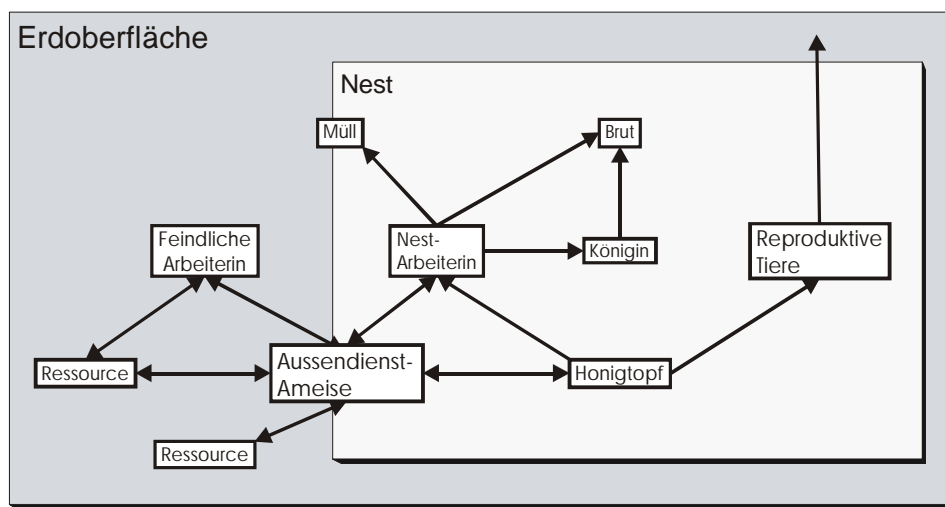 Erdoberfläche
Nest
Müll
Brut
Feindliche
Arbeiterin
Nest-
Arbeiterin
Königin
Reproduktive
Tiere
Ressource
Aussendienst-
Ameise
Honigtopf
Ressource